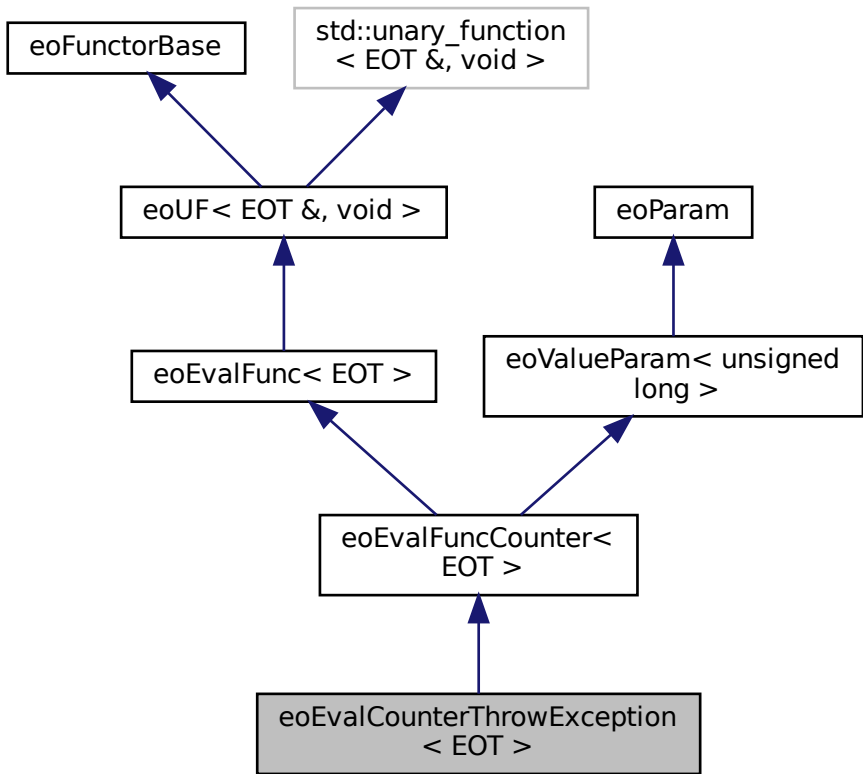 eoFunctorBase
std::unary_function
< EOT &, void >
eoUF< EOT &, void >
eoParam
eoEvalFunc< EOT >
eoValueParam< unsigned
long >
eoEvalFuncCounter<
EOT >
eoEvalCounterThrowException
< EOT >